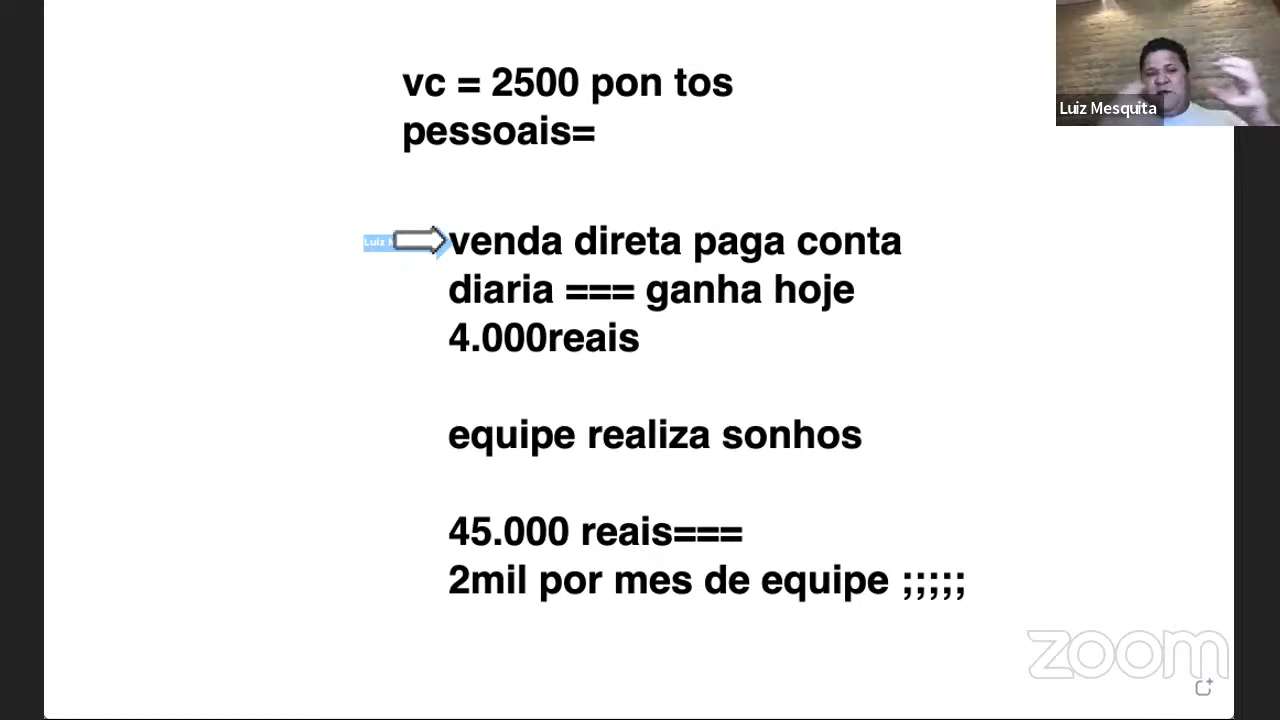 vc = 2500 pon tos
pessoais=
Luiz Mesquita
Luiz
venda direta paga conta
diaria === ganha hoje
4.000reais
equipe realiza sonhos
45.000 reais===
2mil por mes de equipe ;;;;;
zoom